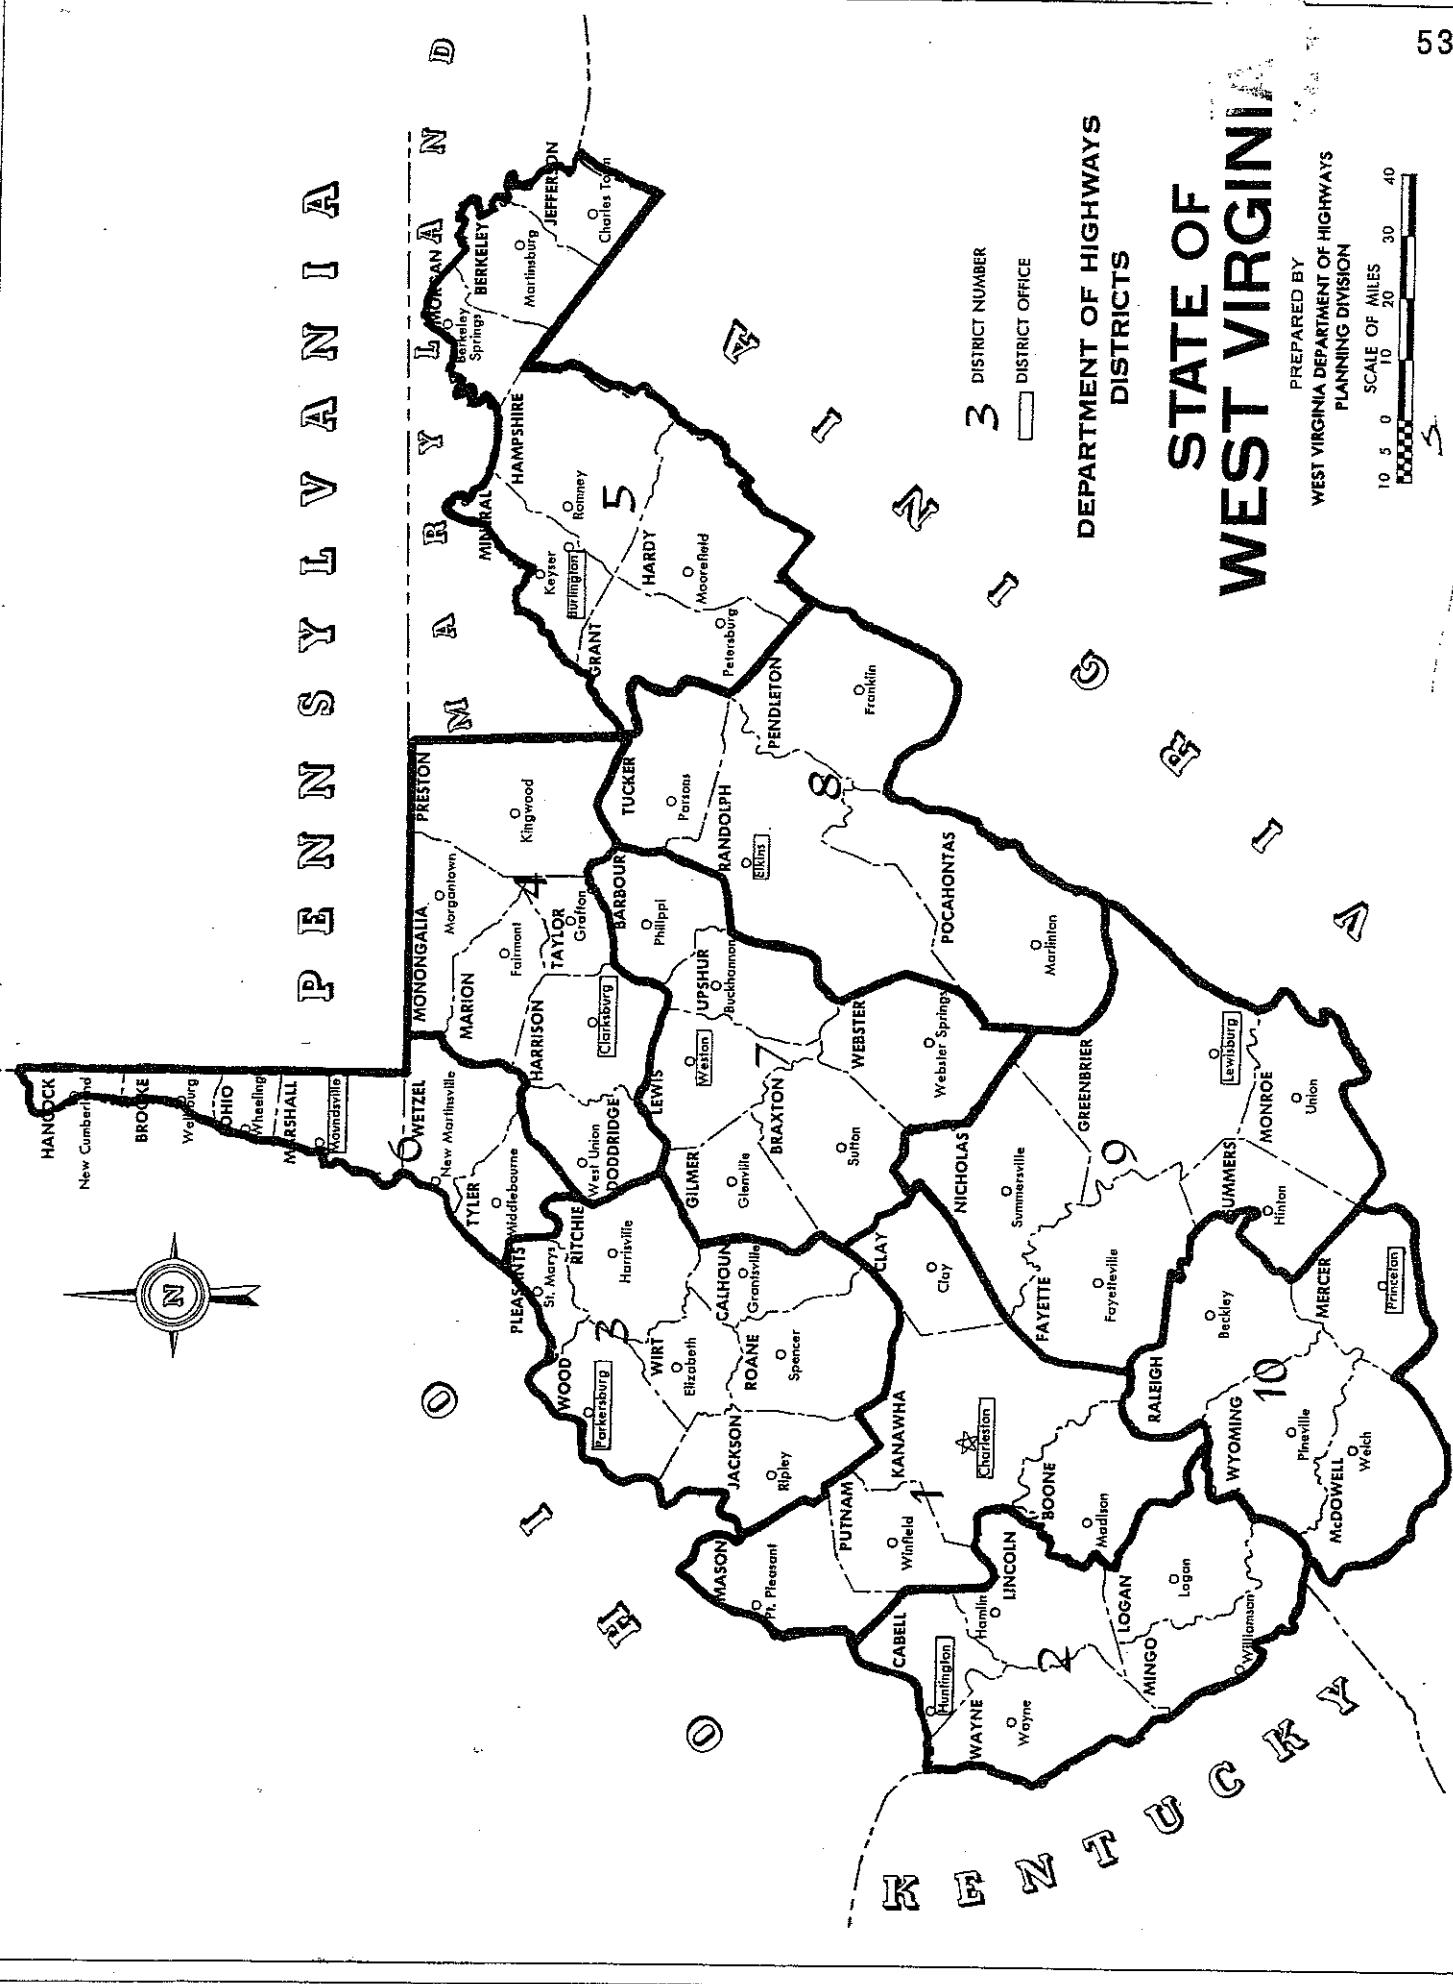 53
PENNSYLVANIA
MARYLAND
OHIO
KENTUCKY
VIRGINIA
N
HANCOCK
New Cumberland
BROOKE
Wellsburg
OHIO
Wheeling
MARSHALL
Moundsville
6
WETZEL
New Martinsville
TYLER
Middlebourne
PLEASANTS
St. Marys
RITCHIE
Harrisville
WOOD
Parkersburg
3
WIRT
Elizabeth
CALHOUN
Grantsville
ROANE
Spencer
JACKSON
Ripley
MONONGALIA
Morgantown
MARION
Fairmont
PRESTON
Kingwood
4
TAYLOR
Grafton
HARRISON
Clarksburg
DODDRIDGE
West Union
MORGAN
Berkeley
Springs
BERKELEY
Martinsburg
JEFFERSON
Charles Town
HAMPSHIRE
Romney
MINERAL
Keyser
Burlington
5
GRANT
Petersburg
HARDY
Moorefield
BARBOUR
Philippi
UPSHUR
Buckhannon
LEWIS
Weston
7
GILMER
Glenville
BRAXTON
Sutton
WEBSTER
Webster Springs
TUCKER
Parsons
RANDOLPH
Elkins
8
PENDLETON
Franklin
POCAHONTAS
Marlinton
MASON
Pt. Pleasant
PUTNAM
Winfield
1
KANAWHA
Charleston
CLAY
Clay
BOONE
Madison
CABELL
Huntington
WAYNE
Wayne
2
LINCOLN
Hamlin
LOGAN
Logan
MINGO
Williamson
NICHOLAS
Summersville
FAYETTE
Fayetteville
9
GREENBRIER
Lewisburg
MONROE
Union
SUMMERS
Hinton
RALEIGH
Beckley
10
WYOMING
Pineville
McDOWELL
Welch
MERCER
Princeton
3 DISTRICT NUMBER
DISTRICT OFFICE
DEPARTMENT OF HIGHWAYS
DISTRICTS
STATE OF
WEST VIRGINIA
PREPARED BY
WEST VIRGINIA DEPARTMENT OF HIGHWAYS
PLANNING DIVISION
SCALE OF MILES
10 5 0 10 20 30 40
5